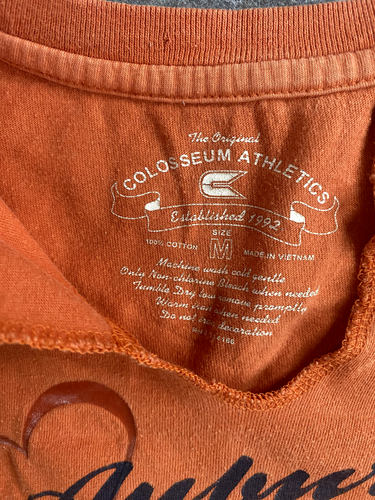 The Original
COLOSSEUM ATHLETICS
Established 1992
SIZE
100% COTTON M MADE IN VIETNAM
Machine wash cold gentle
Only Non-chlorine Bleach when needed
Tumble Dry low remove promptly
Warm iron when needed
Do not iron decoration